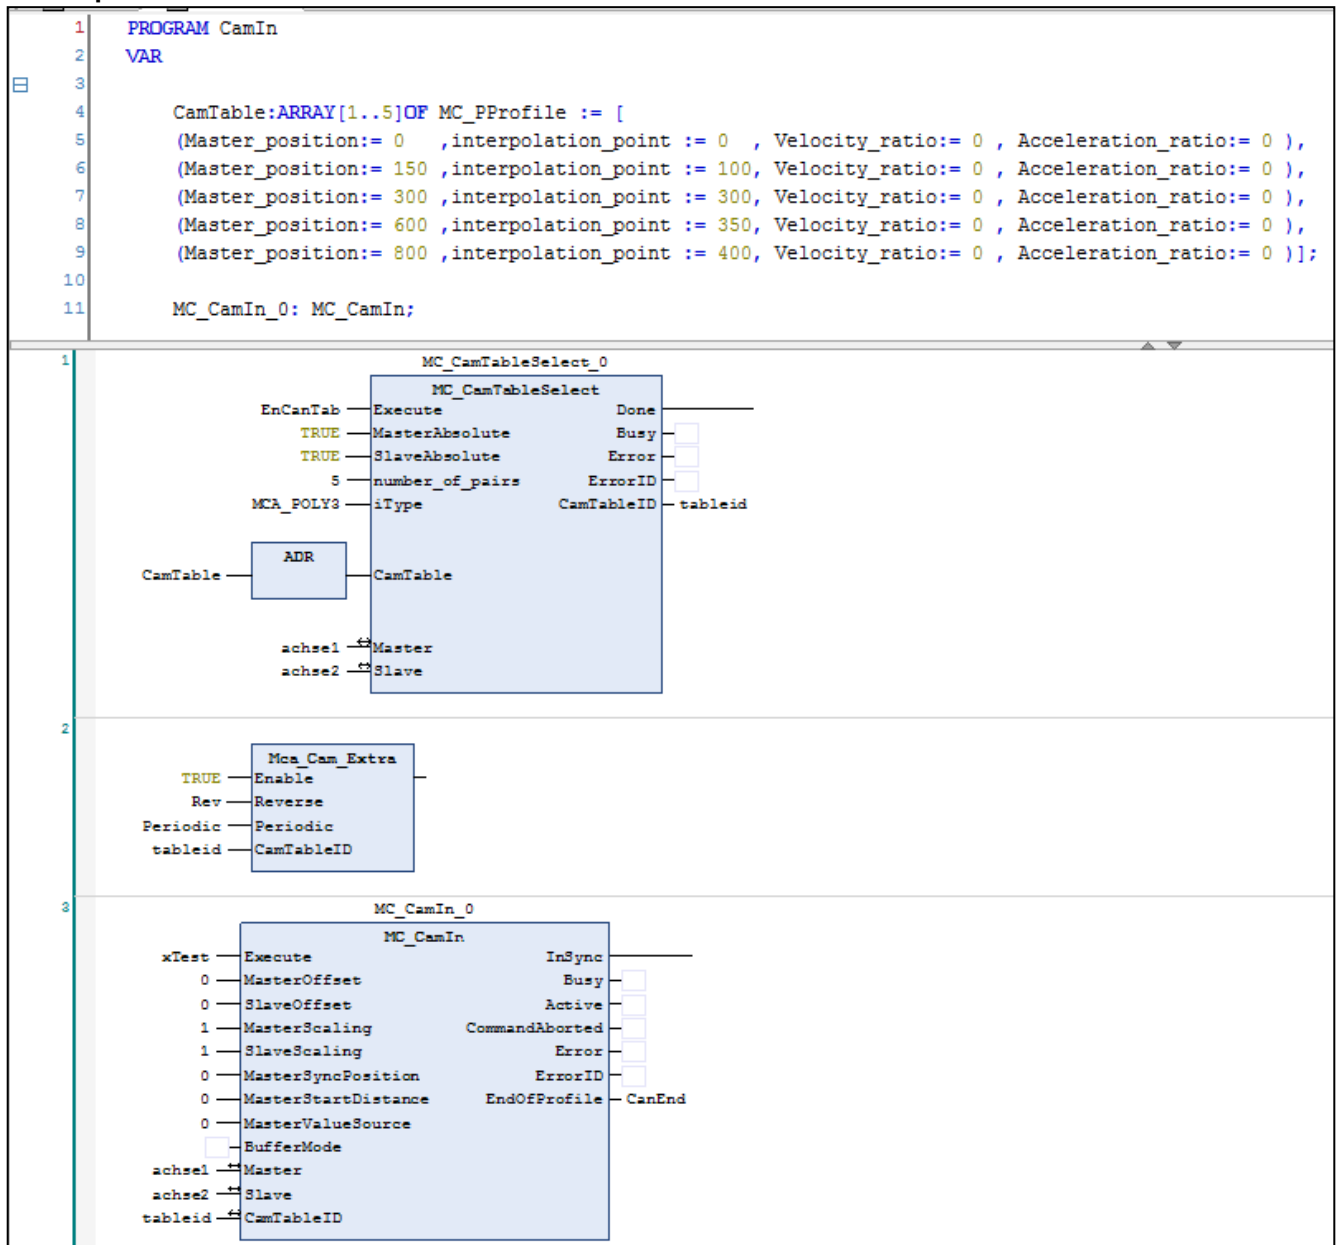 1 PROGRAM CamIn
2 VAR
3
4 CamTable:ARRAY[1..5]OF MC_PProfile := [
5 (Master_position:= 0 ,interpolation_point := 0 , Velocity_ratio:= 0 , Acceleration_ratio:= 0 ),
6 (Master_position:= 150 ,interpolation_point := 100, Velocity_ratio:= 0 , Acceleration_ratio:= 0 ),
7 (Master_position:= 300 ,interpolation_point := 300, Velocity_ratio:= 0 , Acceleration_ratio:= 0 ),
8 (Master_position:= 600 ,interpolation_point := 350, Velocity_ratio:= 0 , Acceleration_ratio:= 0 ),
9 (Master_position:= 800 ,interpolation_point := 400, Velocity_ratio:= 0 , Acceleration_ratio:= 0 )];
10
11 MC_CamIn_0: MC_CamIn;
1 MC_CamTableSelect_0
MC_CamTableSelect
EnCanTab Execute Done
TRUE MasterAbsolute Busy
TRUE SlaveAbsolute Error
5 number_of_pairs ErrorID
MCA_POLY3 iType CamTableID tableid
ADR
CamTable CamTable
achse1 Master
achse2 Slave
2
Mca_Cam_Extra
TRUE Enable
Rev Reverse
Periodic Periodic
tableid CamTableID
3 MC_CamIn_0
MC_CamIn
xTest Execute InSync
0 MasterOffset Busy
0 SlaveOffset Active
1 MasterScaling CommandAborted
1 SlaveScaling Error
0 MasterSyncPosition ErrorID
0 MasterStartDistance EndOfProfile CanEnd
0 MasterValueSource
BufferMode
achse1 Master
achse2 Slave
tableid CamTableID